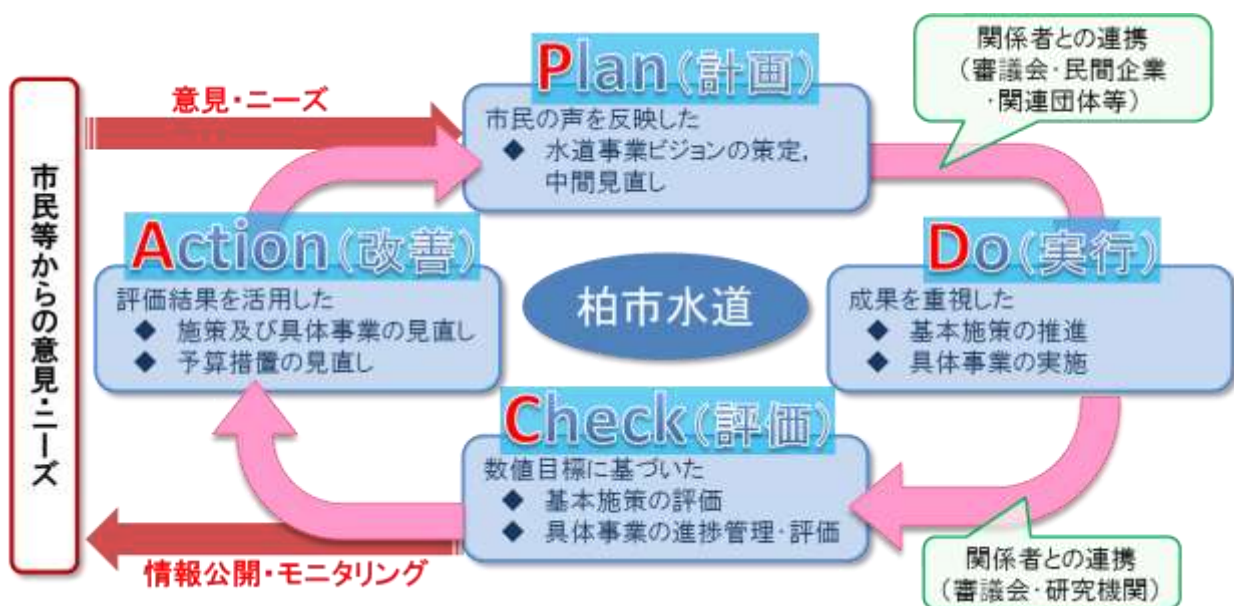 市民等からの意見・ニーズ
意見・ニーズ
Plan(計画)
市民の声を反映した
◆ 水道事業ビジョンの策定,
中間見直し
関係者との連携
(審議会・民間企業
・関連団体等)
Action(改善)
評価結果を活用した
◆ 施策及び具体事業の見直し
◆ 予算措置の見直し
柏市水道
Do(実行)
成果を重視した
◆ 基本施策の推進
◆ 具体事業の実施
Check(評価)
数値目標に基づいた
◆ 基本施策の評価
◆ 具体事業の進捗管理・評価
情報公開・モニタリング
関係者との連携
(審議会・研究機関)